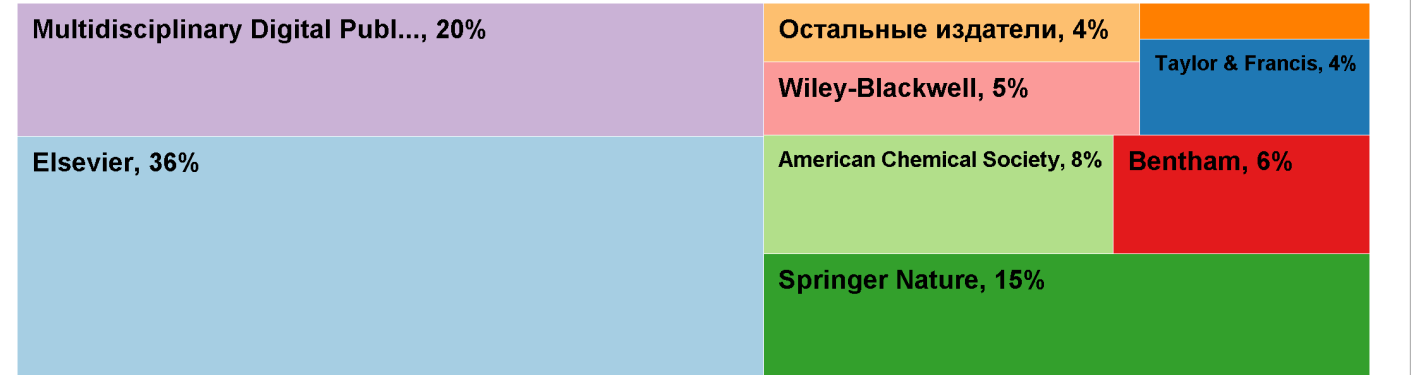 Multidisciplinary Digital Publ..., 20%
Elsevier, 36%
Остальные издатели, 4%
Wiley-Blackwell, 5%
Taylor & Francis, 4%
American Chemical Society, 8%
Bentham, 6%
Springer Nature, 15%